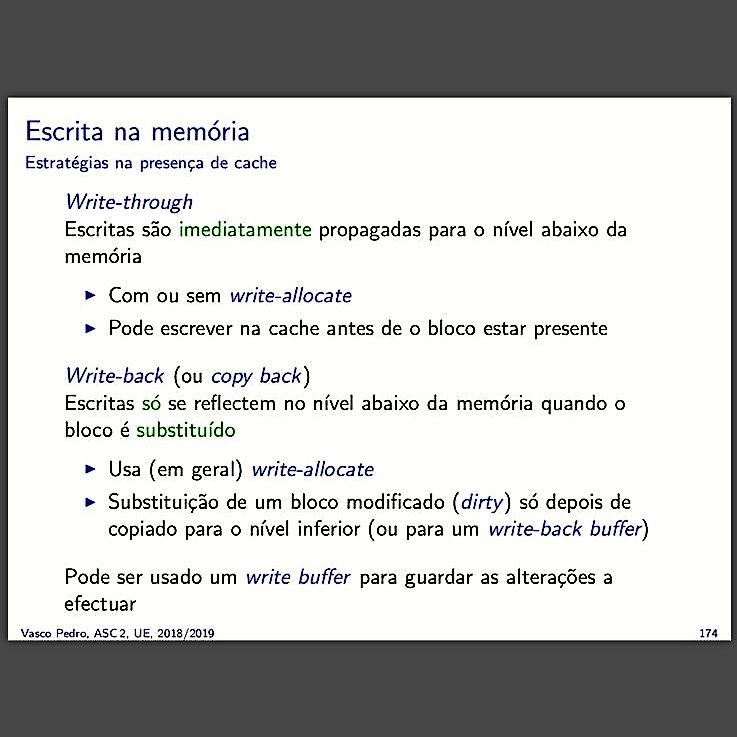 Escrita na memória
Estratégias na presença de cache
Write-through
Escritas são imediatamente propagadas para o nível abaixo da
memória
▶ Com ou sem write-allocate
▶ Pode escrever na cache antes de o bloco estar presente
Write-back (ou copy back)
Escritas só se reflectem no nível abaixo da memória quando o
bloco é substituído
▶ Usa (em geral) write-allocate
▶ Substituição de um bloco modificado (dirty) só depois de
copiado para o nível inferior (ou para um write-back buffer)
Pode ser usado um write buffer para guardar as alterações a
efectuar
Vasco Pedro, ASC2, UE, 2018/2019
174